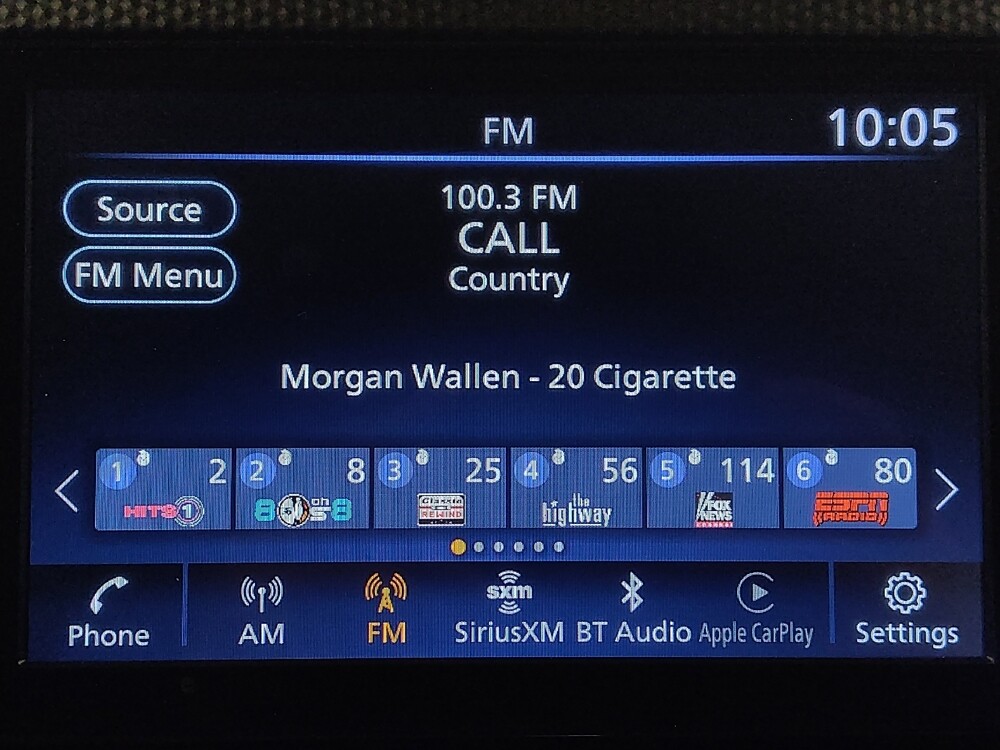 FM
10:05
Source
100.3 FM
CALL
FM Menu
Country
Morgan Wallen - 20 Cigarette
1 2 2 8 3 25 4 56 5 114 6 80
HITS 1
80s on 8
Classic
REWIND
the
highway
FOX
NEWS
channel
ESPN
RADIO
sxm
Phone AM FM SiriusXM BT Audio Apple CarPlay Settings